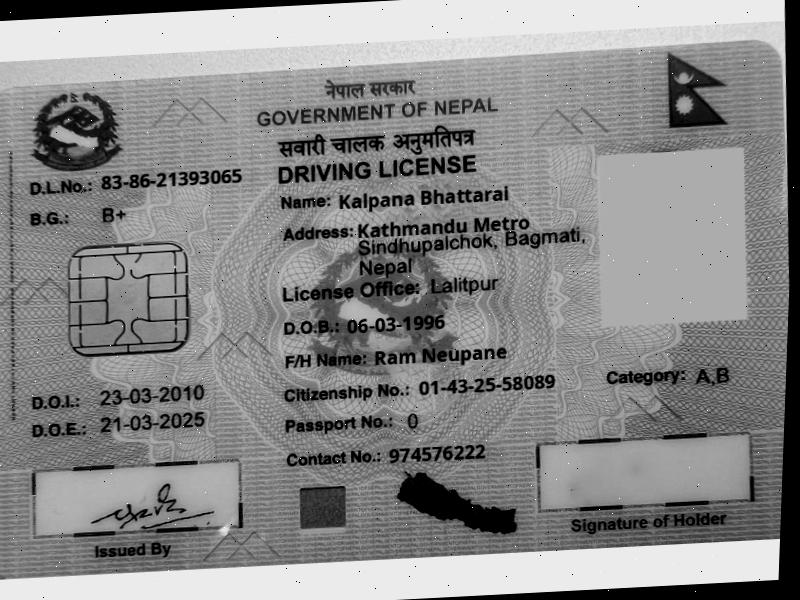 नेपाल सरकार
GOVERNMENT OF NEPAL
सवारी चालक अनुमतिपत्र
DRIVING LICENSE
D.L.No.: 83-86-21393065
B.G.: B+
Name: Kalpana Bhattarai
Address: Kathmandu Metro
Sindhupalchok, Bagmati,
Nepal
License Office: Lalitpur
D.O.B.: 06-03-1996
F/H Name: Ram Neupane
Citizenship No.: 01-43-25-58089
Category: A,B
D.O.I.: 23-03-2010
D.O.E.: 21-03-2025
Passport No.: 0
Contact No.: 974576222
Issued By
Signature of Holder